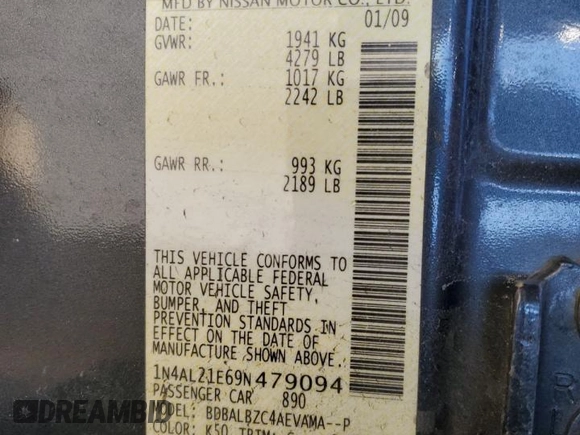 MFD BY NISSAN MOTOR CO., LTD.
DATE: 01/09
GVWR: 1941 KG
4279 LB
GAWR FR.: 1017 KG
2242 LB
GAWR RR.: 993 KG
2189 LB
THIS VEHICLE CONFORMS TO
ALL APPLICABLE FEDERAL
MOTOR VEHICLE SAFETY,
BUMPER, AND THEFT
PREVENTION STANDARDS IN
EFFECT ON THE DATE OF
MANUFACTURE SHOWN ABOVE.
1N4AL21E69N479094
PASSENGER CAR 890
MODEL: BDBALBZC4AEVAMA--P
COLOR: K50 TRIM:
DREAMBID